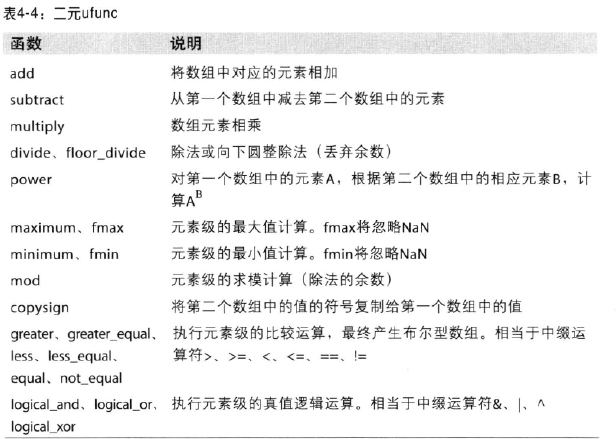 表4-4：二元ufunc
函数 说明
add 将数组中对应的元素相加
subtract 从第一个数组中减去第二个数组中的元素
multiply 数组元素相乘
divide、floor_divide 除法或向下圆整除法（丢弃余数）
power 对第一个数组中的元素A，根据第二个数组中的相应元素B，计
算A^B
maximum、fmax 元素级的最大值计算。fmax将忽略NaN
minimum、fmin 元素级的最小值计算。fmin将忽略NaN
mod 元素级的求模计算（除法的余数）
copysign 将第二个数组中的值的符号复制给第一个数组中的值
greater、greater_equal、 执行元素级的比较运算，最终产生布尔型数组。相当于中缀运
less、less_equal、 算符>、>=、<、<=、==、!=
equal、not_equal
logical_and、logical_or、 执行元素级的真值逻辑运算。相当于中缀运算符&、|、^
logical_xor